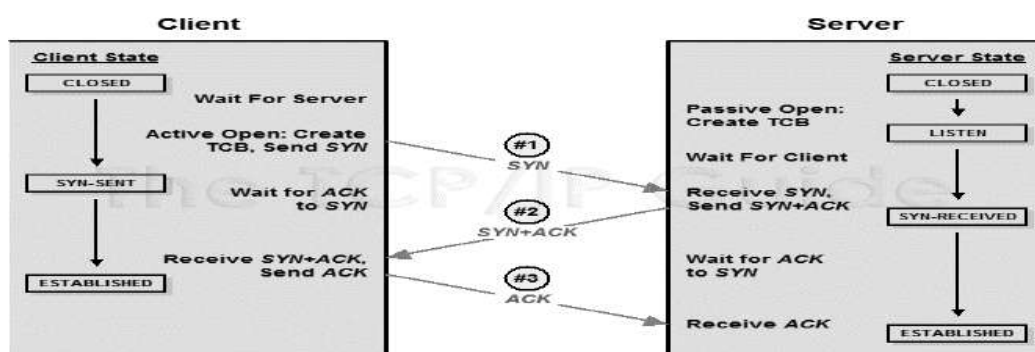 Client
Server
Client State
CLOSED
Wait For Server
Active Open: Create
TCB, Send SYN
SYN-SENT
Wait for ACK
to SYN
Receive SYN+ACK,
Send ACK
ESTABLISHED
#1
SYN
#2
SYN+ACK
#3
ACK
Server State
CLOSED
Passive Open:
Create TCB
LISTEN
Wait For Client
Receive SYN,
Send SYN+ACK
SYN-RECEIVED
Wait for ACK
to SYN
Receive ACK
ESTABLISHED
The TCP/IP Guide